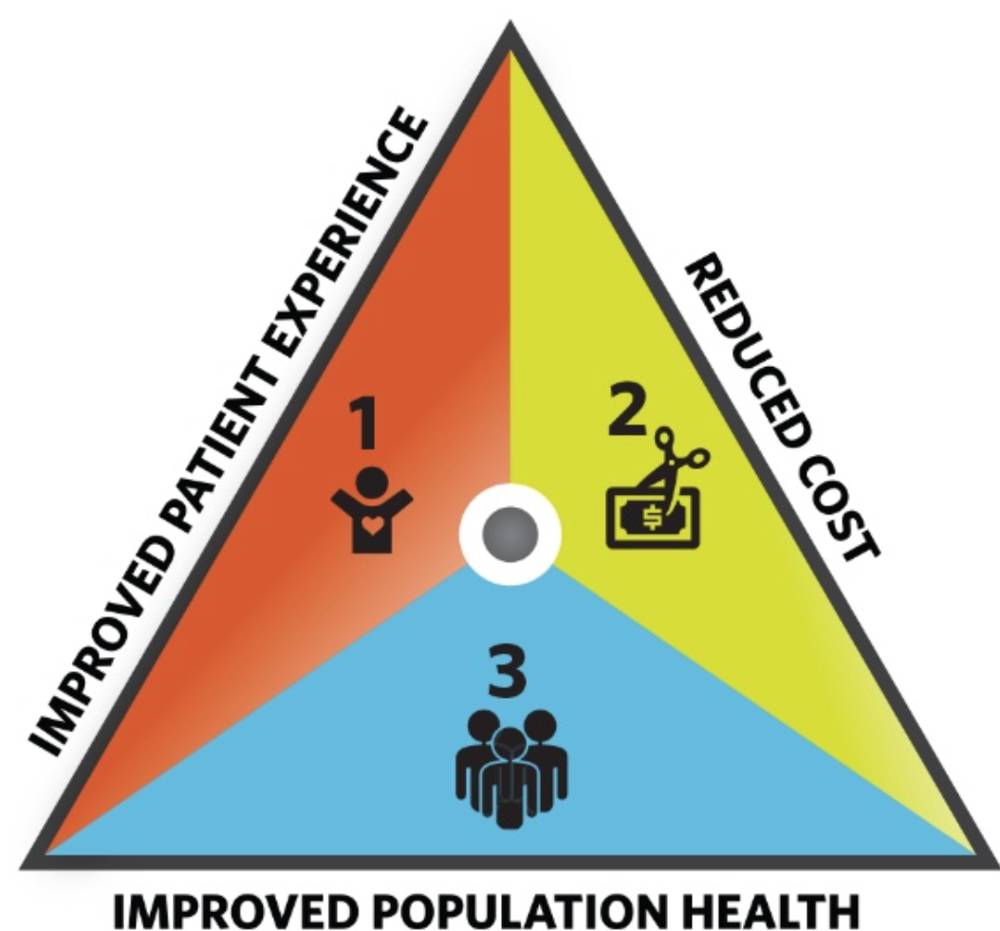 IMPROVED PATIENT EXPERIENCE
REDUCED COST
1
2
$
3
IMPROVED POPULATION HEALTH